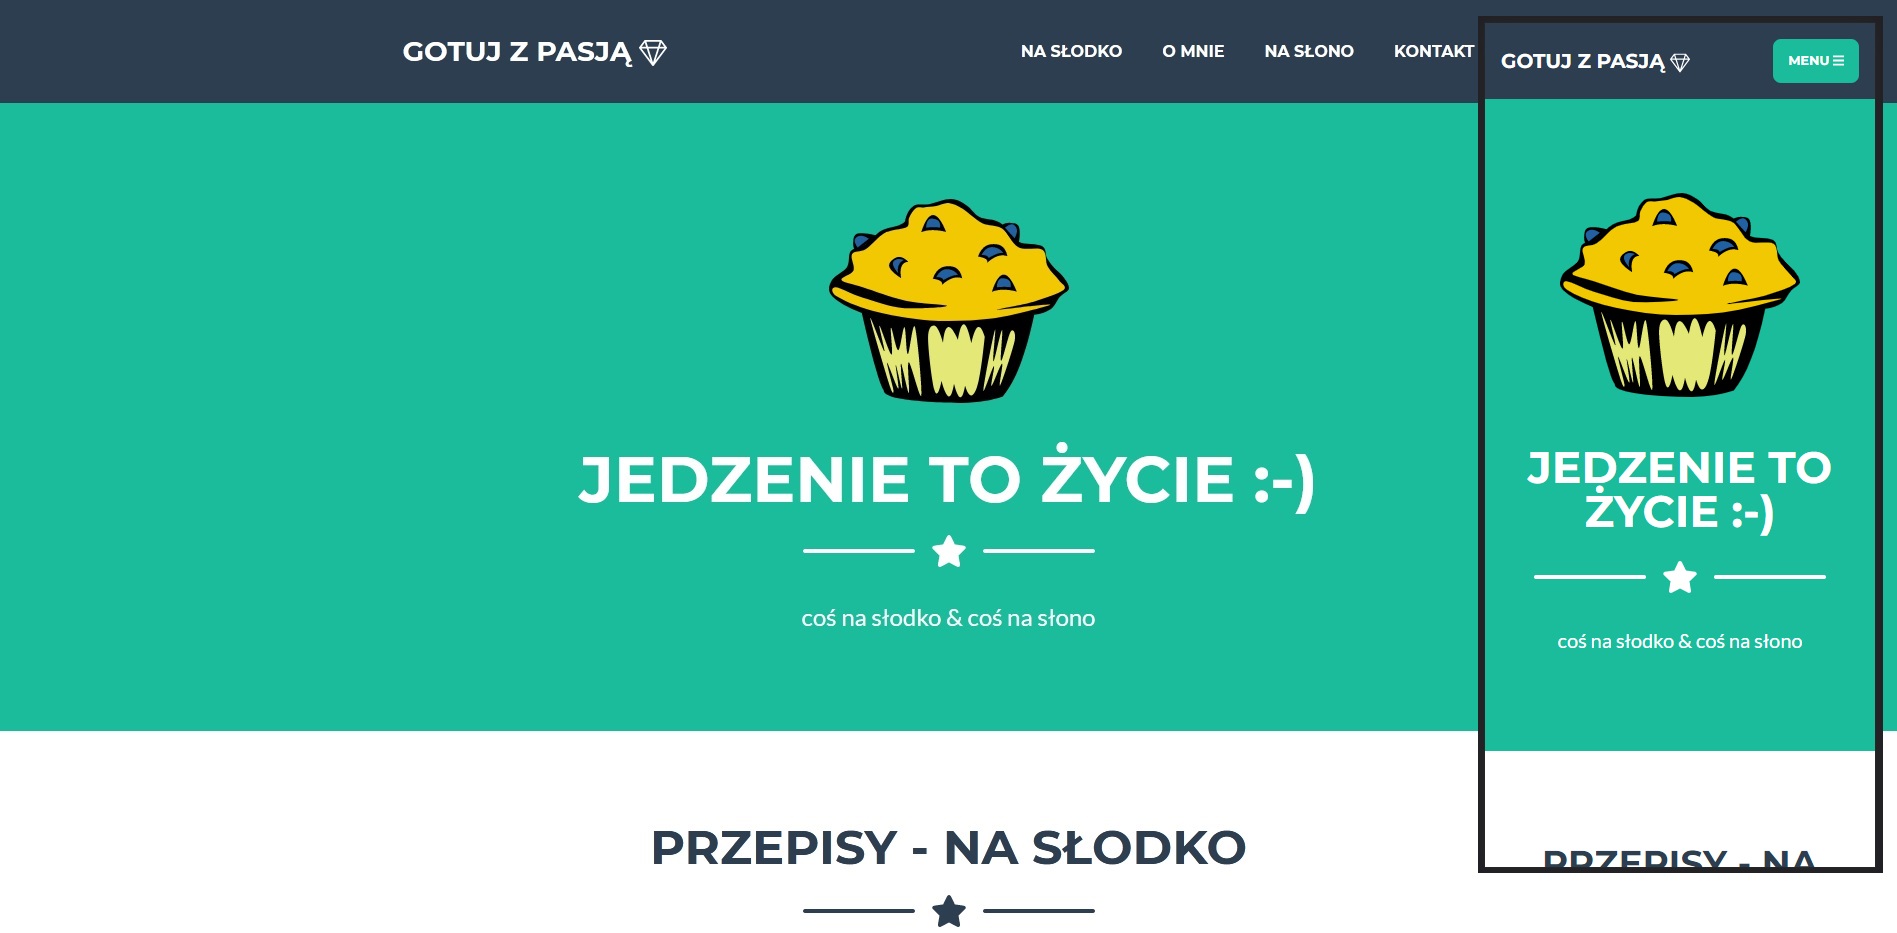 GOTUJ Z PASJĄ
NA SŁODKO
O MNIE
NA SŁONO
KONTAKT
JEDZENIE TO ŻYCIE :-)
coś na słodko & coś na słono
PRZEPISY - NA SŁODKO
GOTUJ Z PASJĄ
MENU
JEDZENIE TO
ŻYCIE :-)
coś na słodko & coś na słono
PRZEPISY - NA